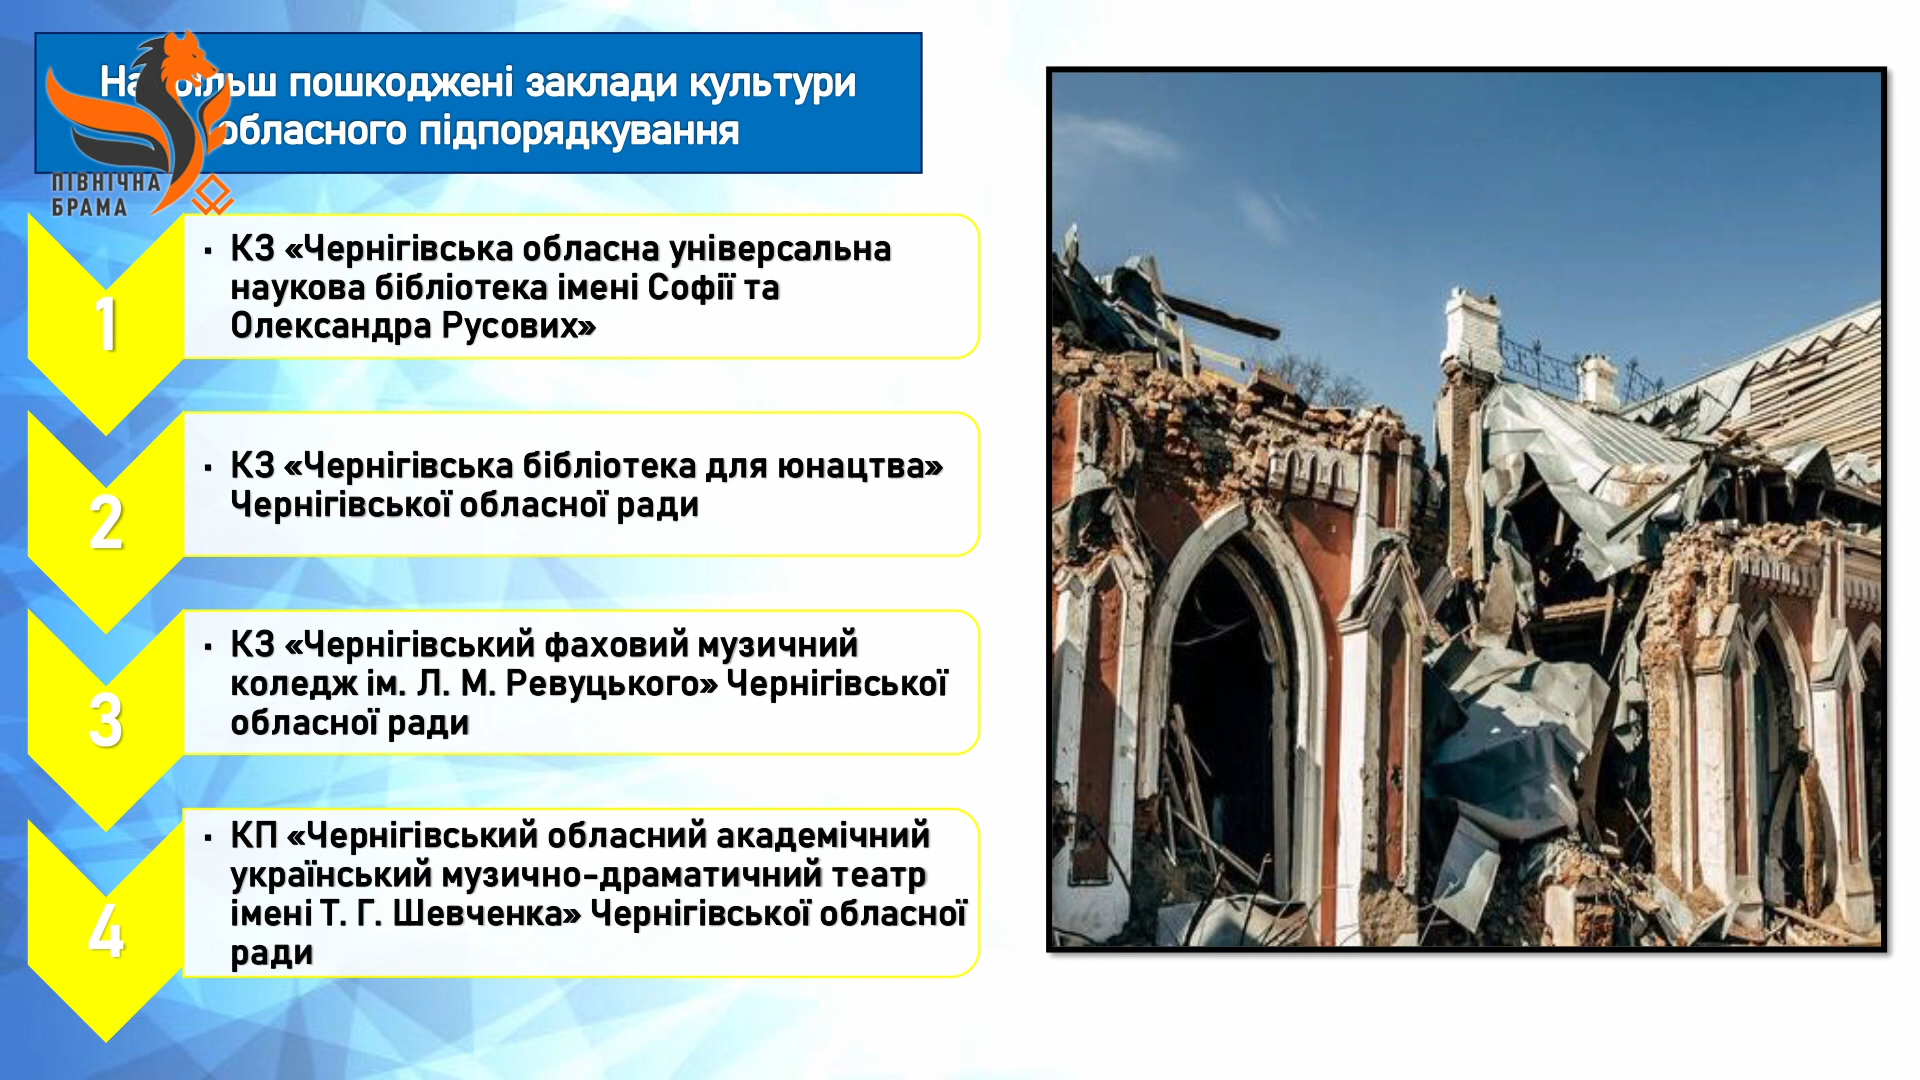 Найбільш пошкоджені заклади культури
обласного підпорядкування
ПІВНІЧНА
БРАМА
1
▪ КЗ «Чернігівська обласна універсальна
наукова бібліотека імені Софії та
Олександра Русових»
2
▪ КЗ «Чернігівська бібліотека для юнацтва»
Чернігівської обласної ради
3
▪ КЗ «Чернігівський фаховий музичний
коледж ім. Л. М. Ревуцького» Чернігівської
обласної ради
4
▪ КП «Чернігівський обласний академічний
український музично-драматичний театр
імені Т. Г. Шевченка» Чернігівської обласної
ради